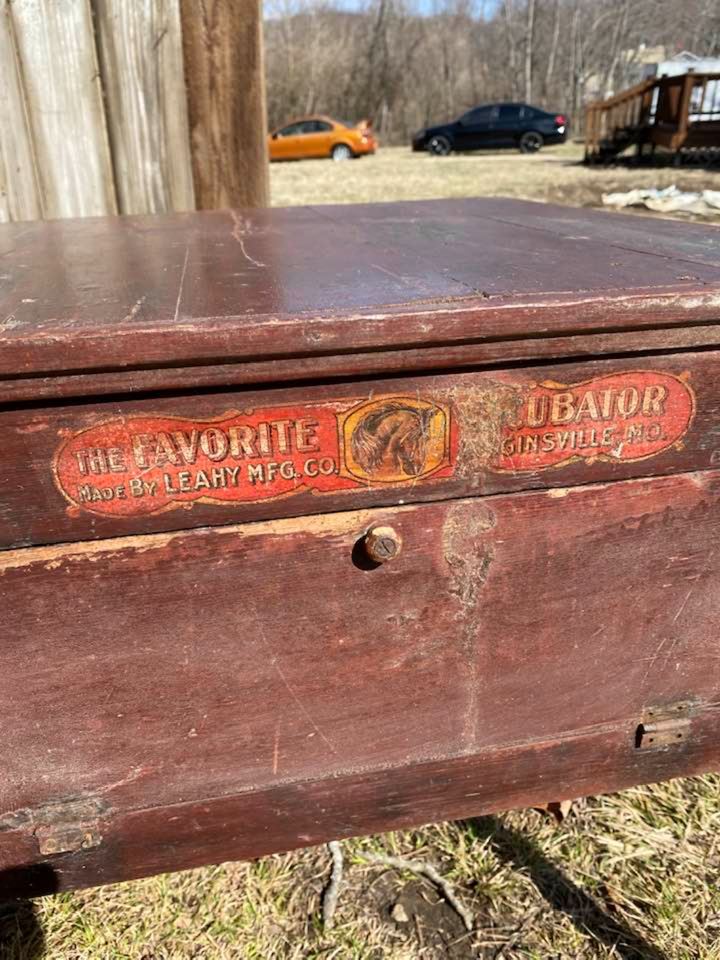 THE FAVORITE UBATOR
MADE BY LEAHY MFG. CO. GINSVILLE, MO.